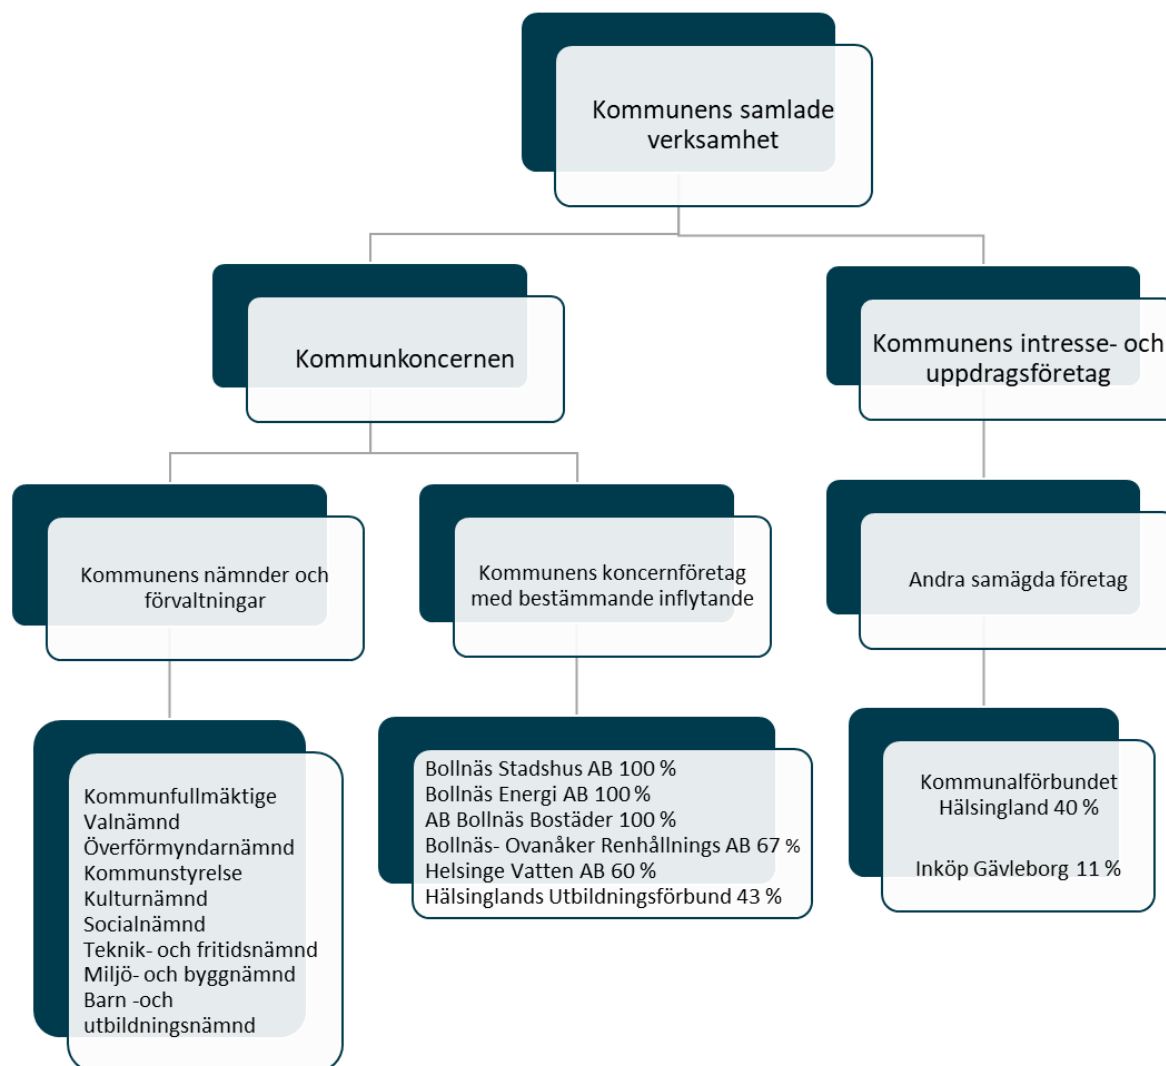 Kommunens samlade
verksamhet
Kommunkoncernen
Kommunens intresse- och
uppdragsföretag
Kommunens nämnder och
förvaltningar
Kommunens koncernföretag
med bestämmande inflytande
Andra samägda företag
Kommunfullmäktige
Valnämnd
Överförmyndarnämnd
Kommunstyrelse
Kulturnämnd
Socialnämnd
Teknik- och fritidsnämnd
Miljö- och byggnämnd
Barn -och
utbildningsnämnd
Bollnäs Stadshus AB 100 %
Bollnäs Energi AB 100 %
AB Bollnäs Bostäder 100 %
Bollnäs- Ovanåker Renhållnings AB 67 %
Helsinge Vatten AB 60 %
Hälsinglands Utbildningsförbund 43 %
Kommunalförbundet
Hälsingland 40 %
Inköp Gävleborg 11 %